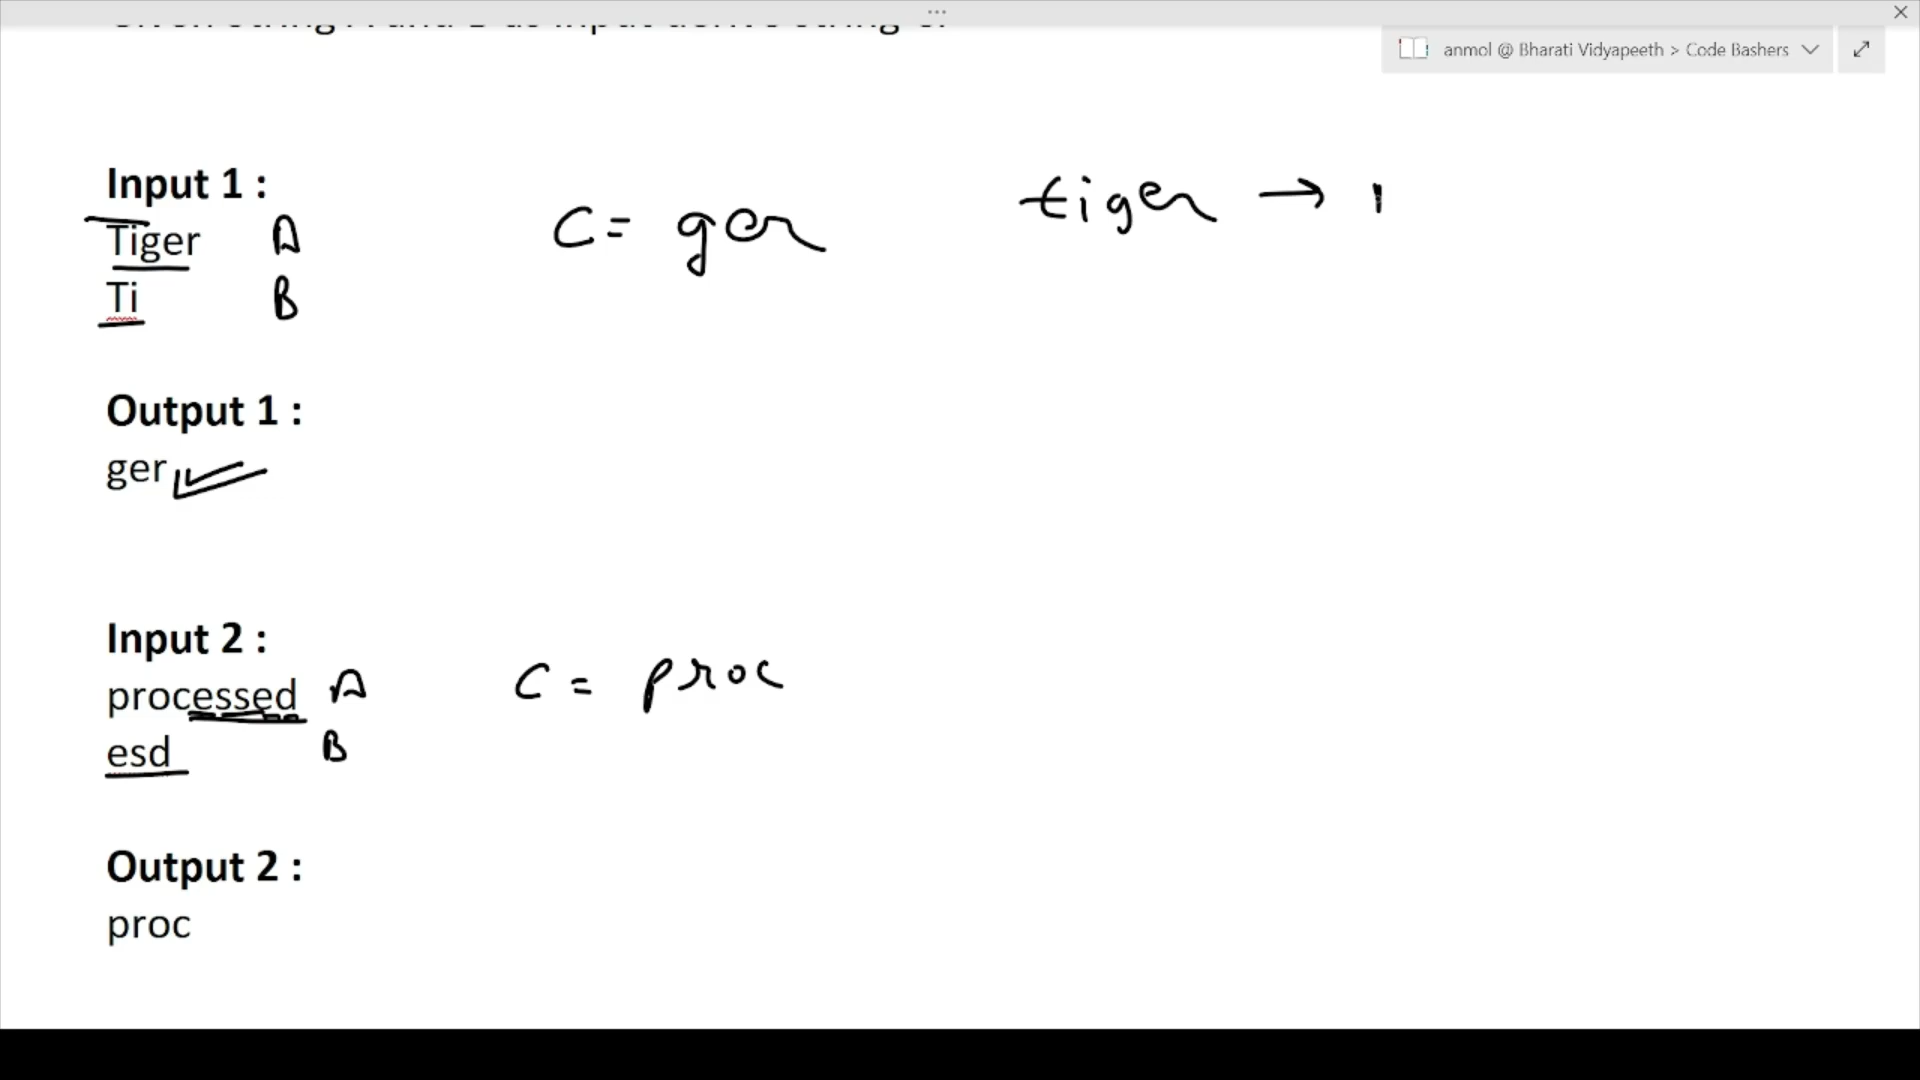 anmol @ Bharati Vidyapeeth > Code Bashers
Input 1 :
Tiger A
Ti B
C = ger
tiger →
Output 1 :
ger
Input 2 :
processed A
esd B
C = proc
Output 2 :
proc